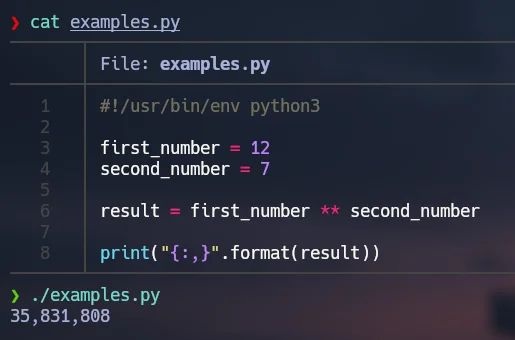 ❯ cat examples.py
File: examples.py
1 #!/usr/bin/env python3
2
3 first_number = 12
4 second_number = 7
5
6 result = first_number ** second_number
7
8 print("{:,}".format(result))
❯ ./examples.py
35,831,808